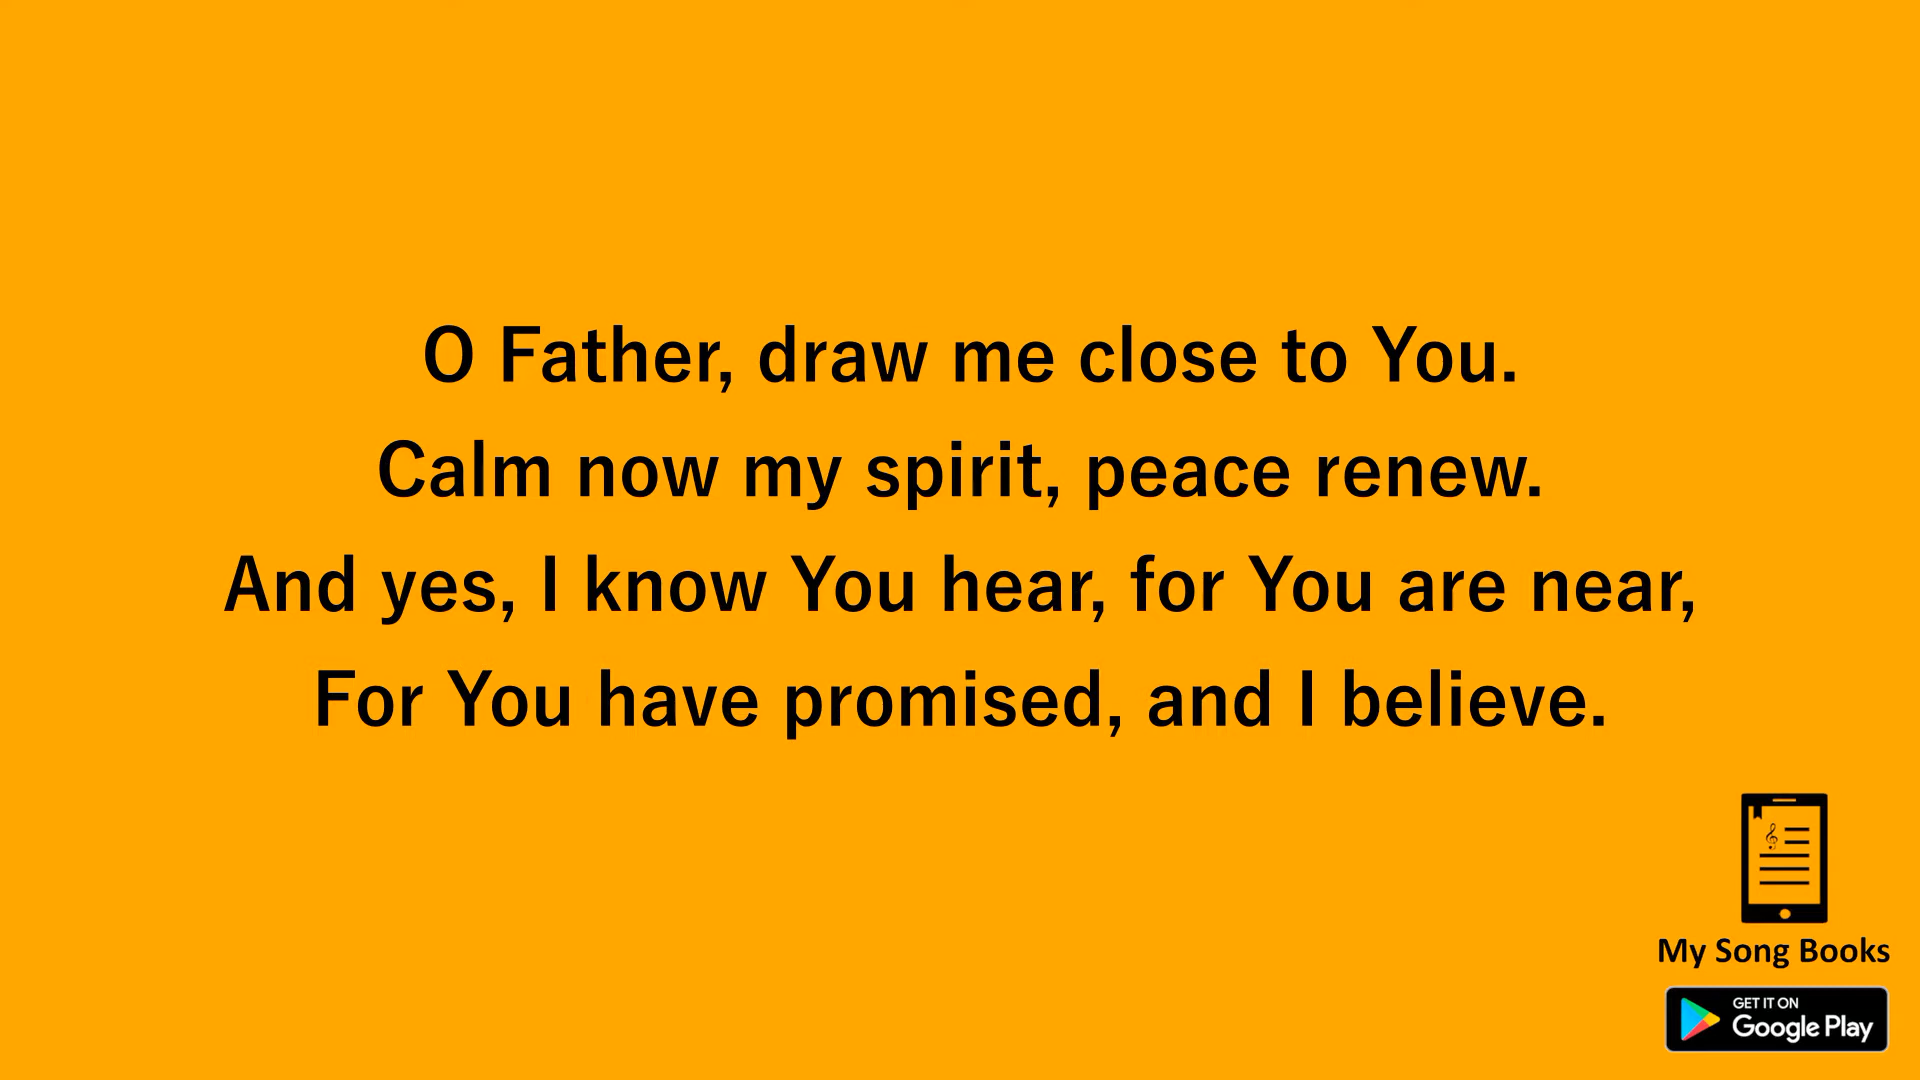 O Father, draw me close to You.
Calm now my spirit, peace renew.
And yes, I know You hear, for You are near,
For You have promised, and I believe.
My Song Books
GET IT ON
Google Play